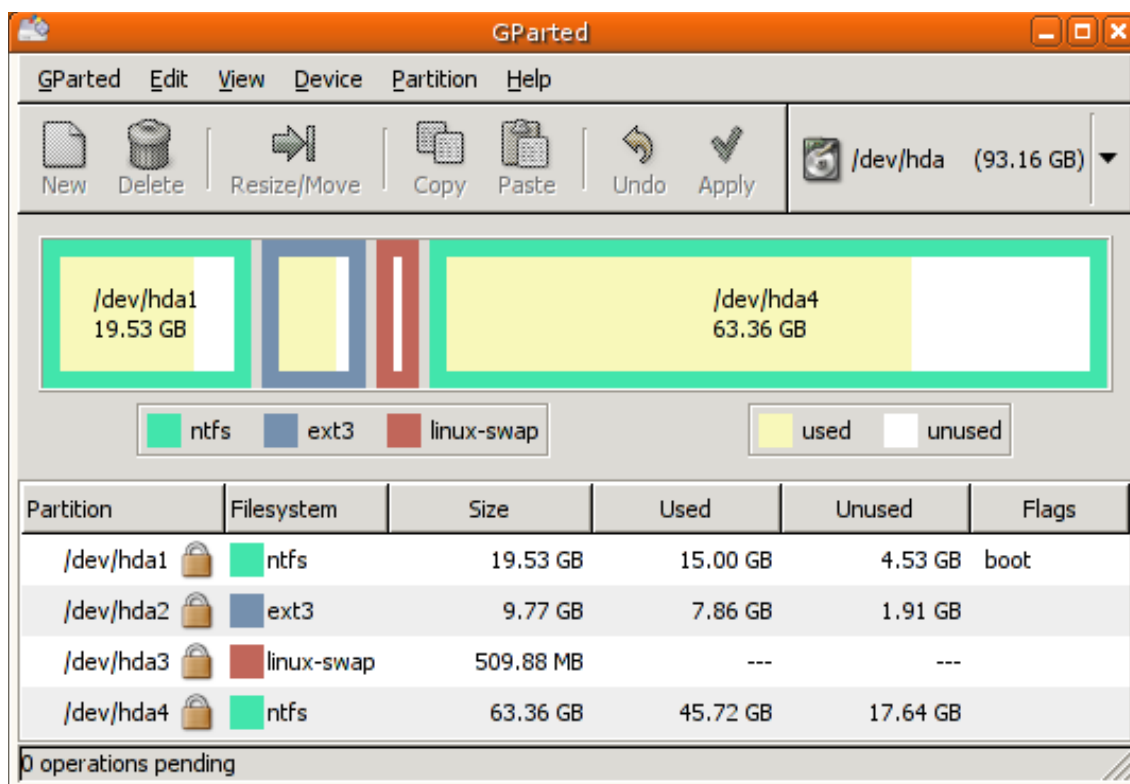 GParted
GParted Edit View Device Partition Help
New Delete Resize/Move Copy Paste Undo Apply /dev/hda (93.16 GB)
/dev/hda1 /dev/hda4
19.53 GB 63.36 GB
ntfs ext3 linux-swap used unused
Partition Filesystem Size Used Unused Flags
/dev/hda1 ntfs 19.53 GB 15.00 GB 4.53 GB boot
/dev/hda2 ext3 9.77 GB 7.86 GB 1.91 GB
/dev/hda3 linux-swap 509.88 MB --- ---
/dev/hda4 ntfs 63.36 GB 45.72 GB 17.64 GB
0 operations pending